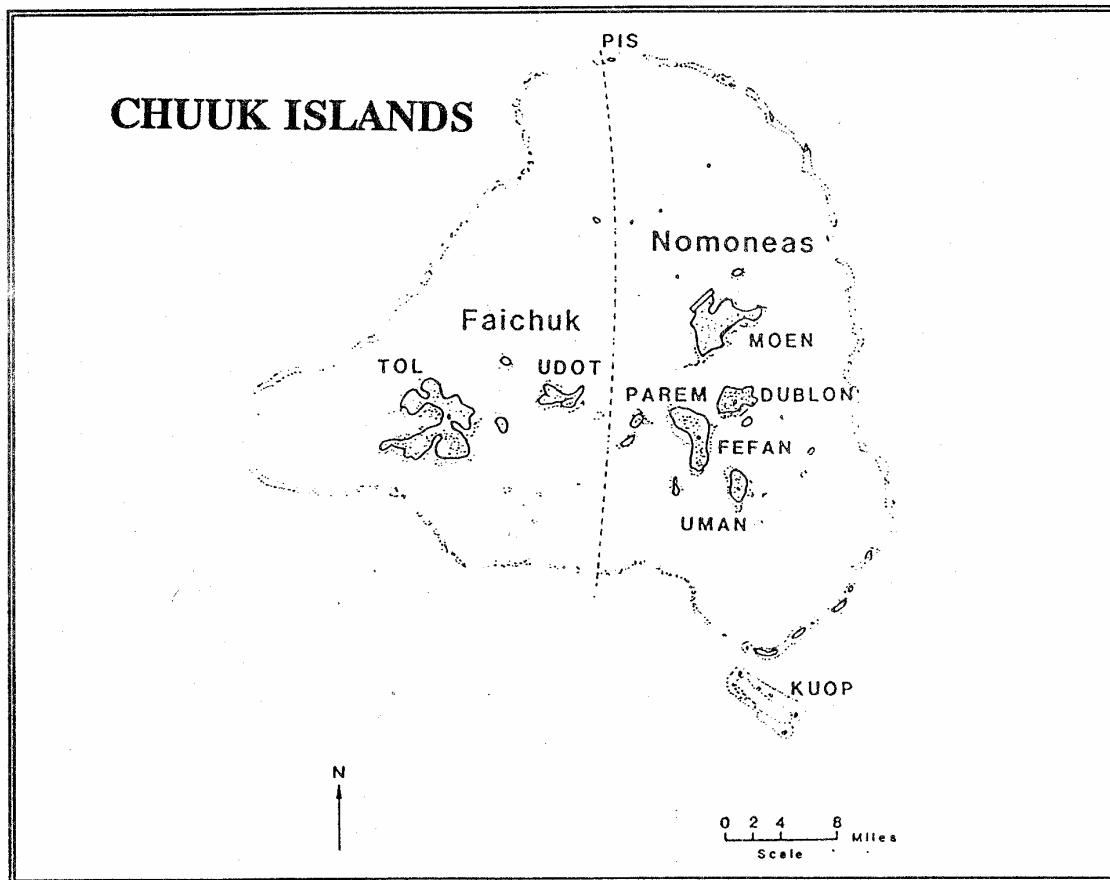 PIS
CHUUK ISLANDS
Nomoneas
Faichuk
MOEN
TOL
UDOT
PAREM
DUBLON
FEFAN
UMAN
KUOP
N
0 2 4 8 Miles
Scale